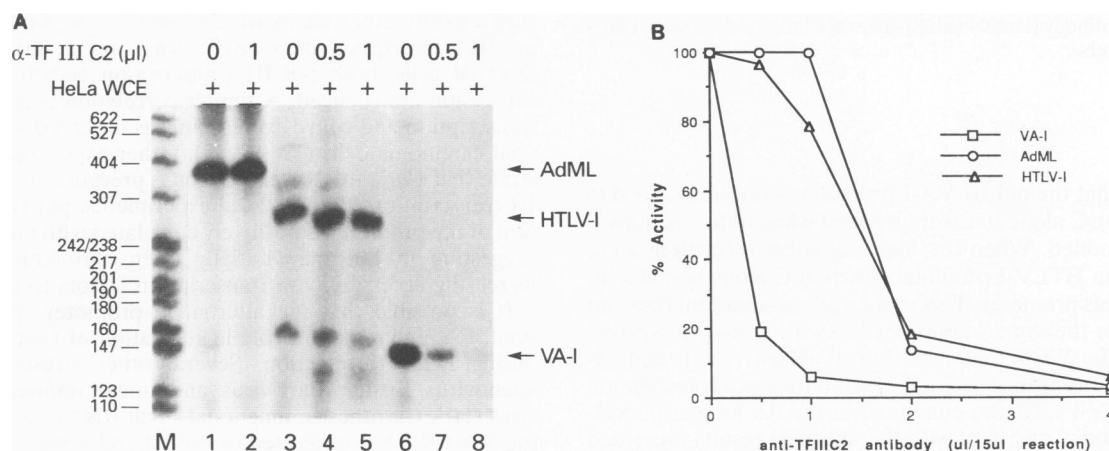 A
α-TF III C2 (µl) 0 1 0 0.5 1 0 0.5 1
HeLa WCE + + + + + + + +
622
527
404
307
242/238
217
201
190
180
160
147
123
110
AdML
HTLV-I
VA-I
M 1 2 3 4 5 6 7 8
B
100
80
60
40
20
0
% Activity
VA-I
AdML
HTLV-I
0 1 2 3 4
anti-TFIIIC2 antibody (ul/15ul reaction)